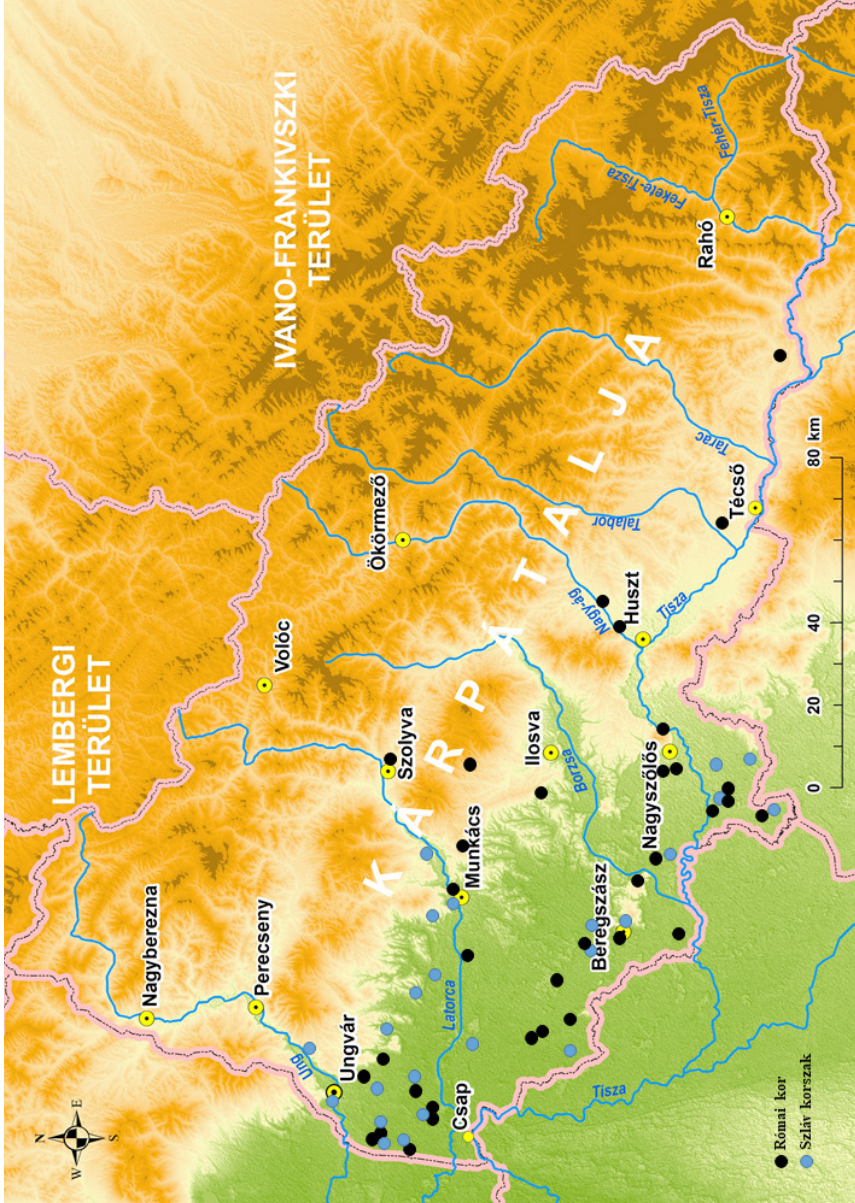 LEMBERGI
TERÜLET
IVANO-FRANKIVSZKI
TERÜLET
KÁRPÁTALJA
Nagyberezna
Perecseny
Ungvár
Csap
Munkács
Szolyva
Volóc
Ökörmező
Ilosva
Beregszász
Nagyszőlős
Huszt
Técső
Rahó
Ung
Latorca
Borzsa
Nagy-ág
Talabor
Tarac
Tisza
Tisza
Fekete-Tisza
Fehér-Tisza
N
W
E
S
0 20 40 80 km
Római kor
Szláv korszak